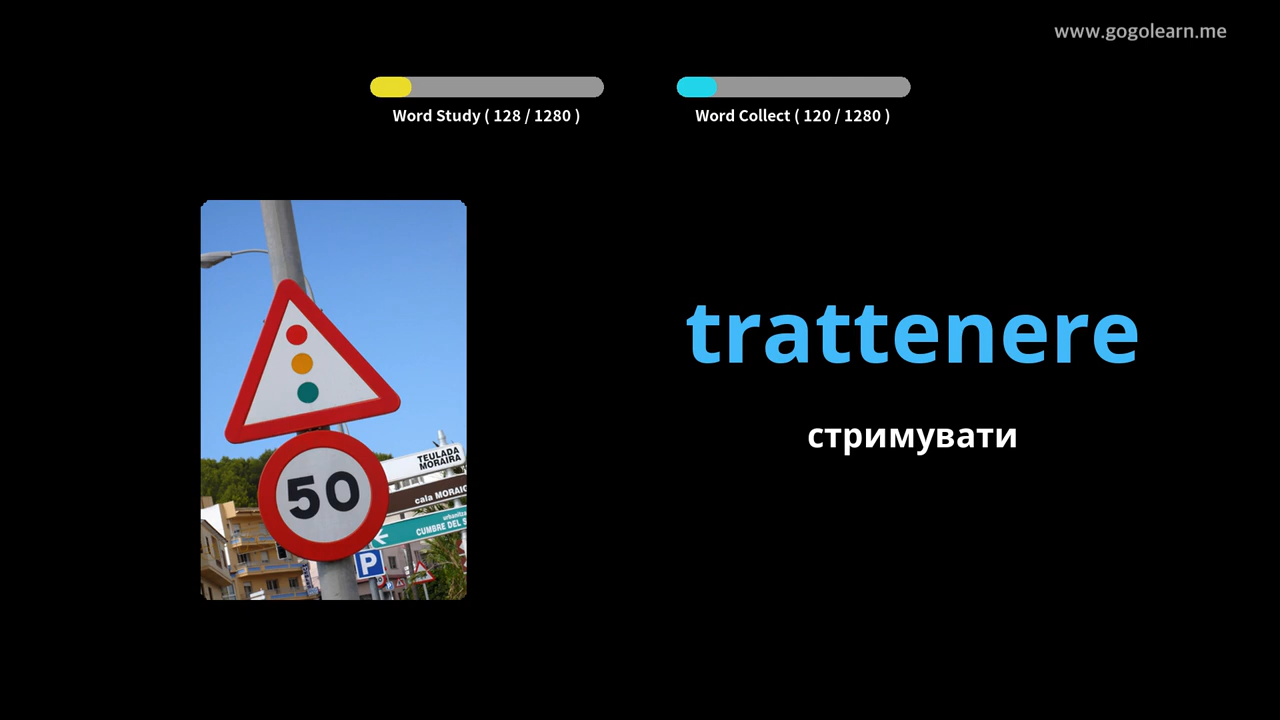 www.gogolearn.me
Word Study ( 128 / 1280 )
Word Collect ( 120 / 1280 )
trattenere
стримувати
TEULADA
MORAIRA
cala
50
CUMBRE DEL
P